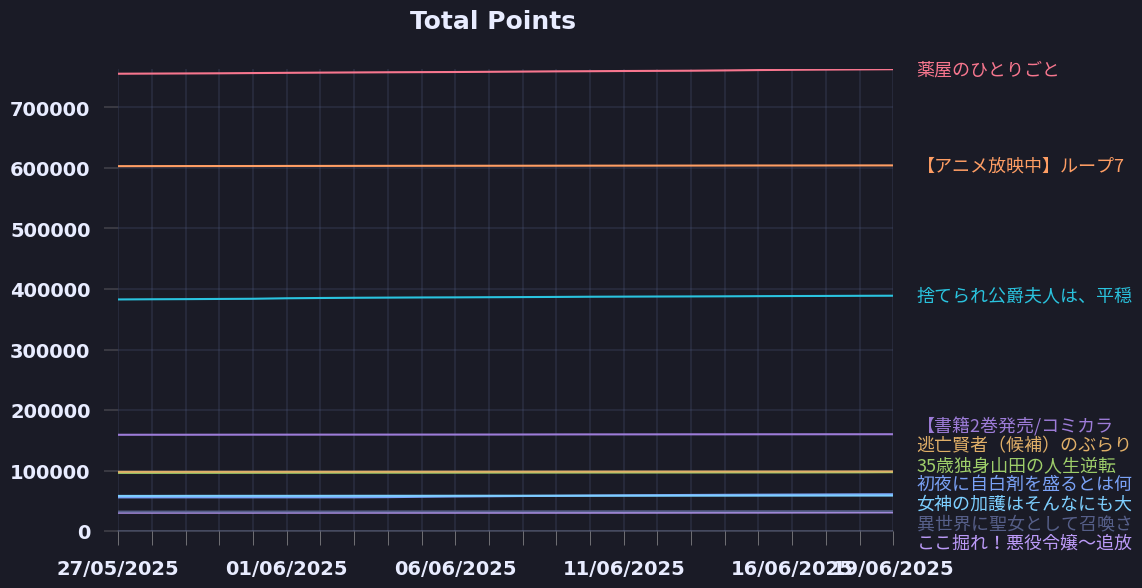 Total Points
700000
600000
500000
400000
300000
200000
100000
0
27/05/2025
01/06/2025
06/06/2025
11/06/2025
16/06/2025
19/06/2025
薬屋のひとりごと
【アニメ放映中】ループ7
捨てられ公爵夫人は、平穏
【書籍2巻発売/コミカラ
逃亡賢者（候補）のぶらり
35歳独身山田の人生逆転
初夜に自白剤を盛るとは何
女神の加護はそんなにも大
異世界に聖女として召喚さ
ここ掘れ！悪役令嬢～追放